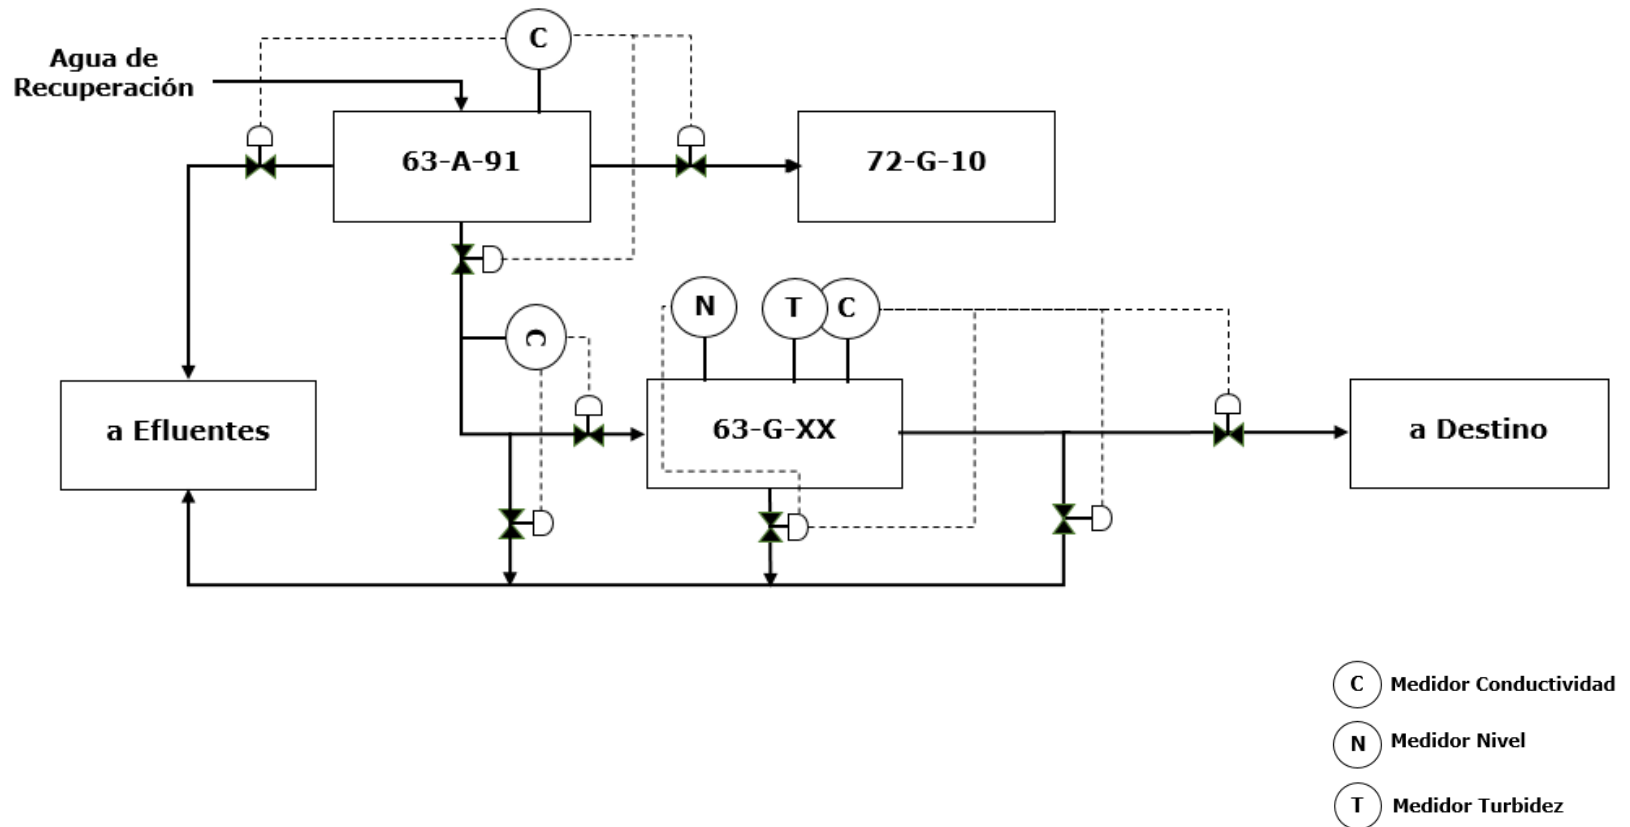 C
Agua de
Recuperación
63-A-91
72-G-10
N
T
C
C
a Efluentes
63-G-XX
a Destino
C Medidor Conductividad
N Medidor Nivel
T Medidor Turbidez